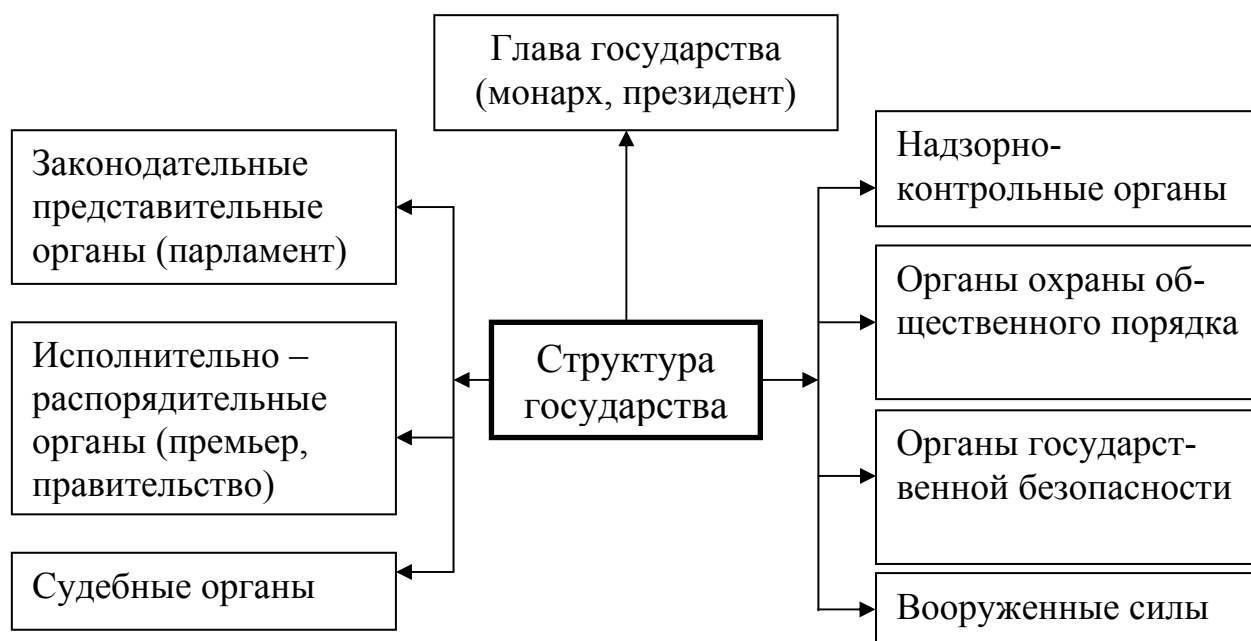 Глава государства
(монарх, президент)
Законодательные
представительные
органы (парламент)
Исполнительно –
распорядительные
органы (премьер,
правительство)
Судебные органы
Структура
государства
Надзорно-
контрольные органы
Органы охраны об-
щественного порядка
Органы государст-
венной безопасности
Вооруженные силы